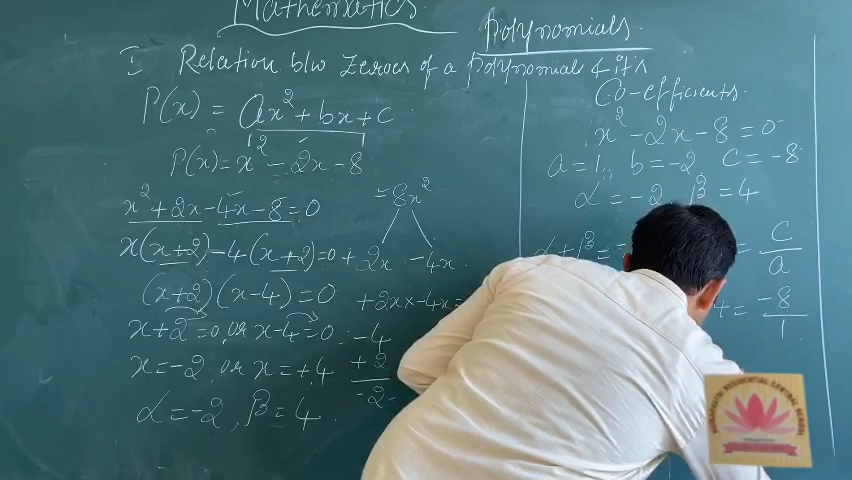 Mathematics
Polynomials
I Relation b/w Zeroes of a polynomials & it's
Co-efficients.
P(x) = ax² + bx + c
P(x) = x² - 2x - 8
x² + 2x - 4x - 8 = 0
x(x+2) - 4(x+2) = 0
(x+2)(x-4) = 0
x+2 = 0, or x-4 = 0
x = -2, or x = +4
α = -2, β = 4
-8x²
+2x -4x
+2x × -4x =
-4
+2
-2
x² - 2x - 8 = 0
a = 1, b = -2 c = -8
α = -2, β = 4
α + β =
= c/a
4 = -8/1